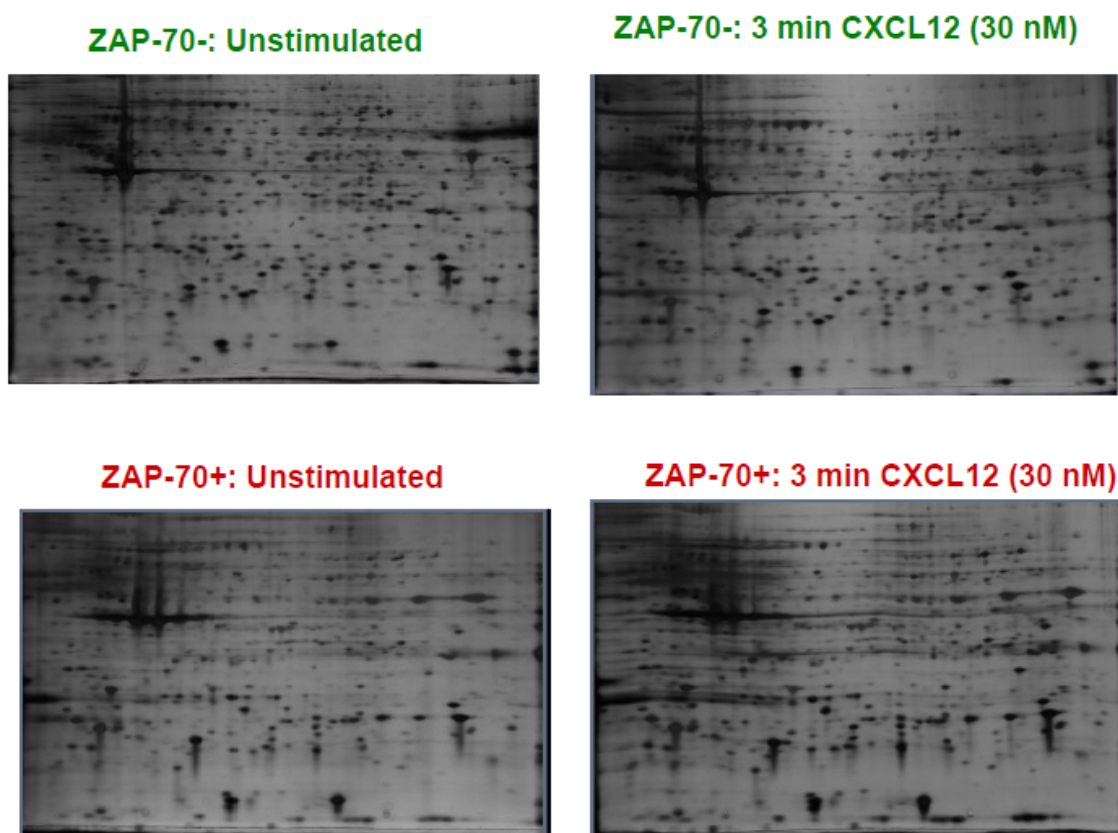 ZAP-70-: Unstimulated
ZAP-70-: 3 min CXCL12 (30 nM)
ZAP-70+: Unstimulated
ZAP-70+: 3 min CXCL12 (30 nM)